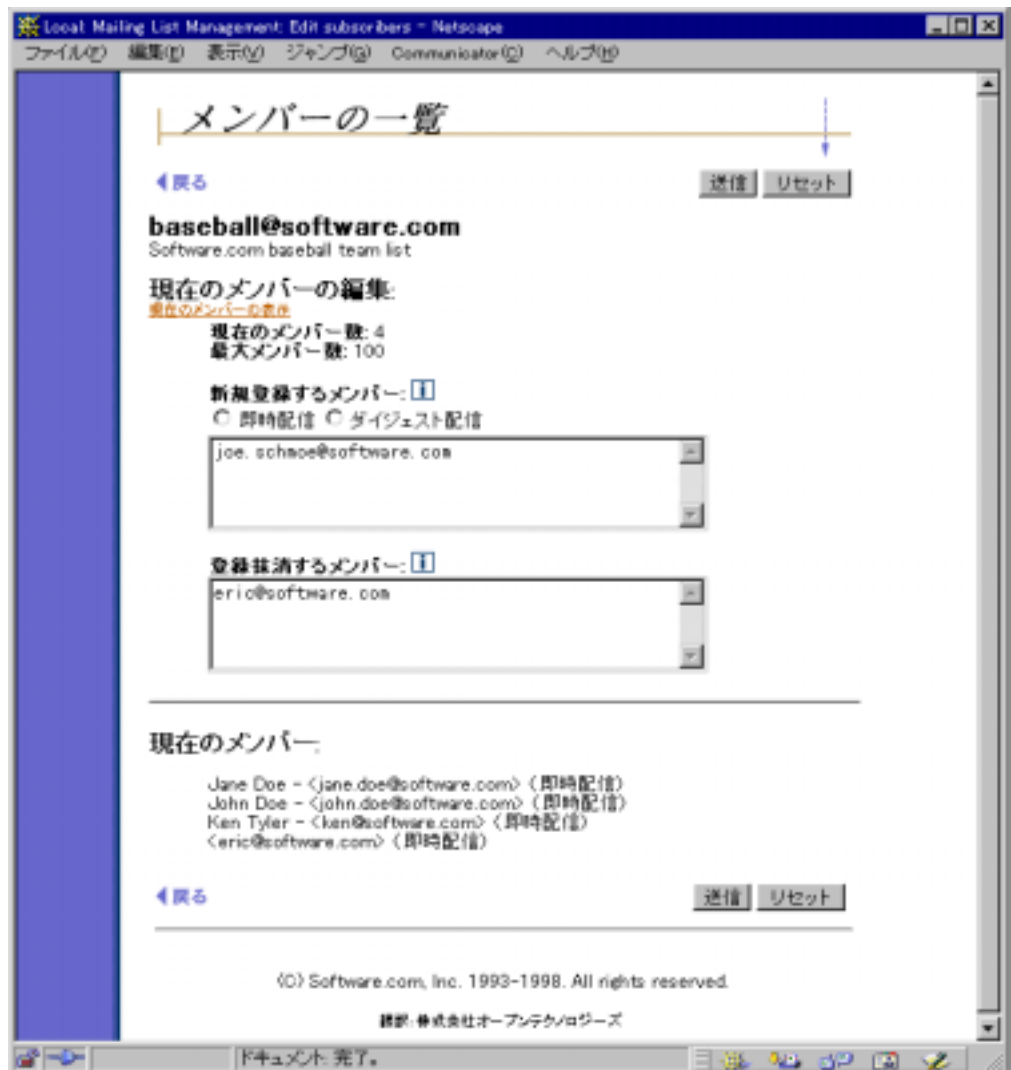 Local: Mailing List Management: Edit subscribers - Netscape
ファイル(F) 編集(E) 表示(V) ジャンプ(G) Communicator(C) ヘルプ(H)
メンバーの一覧
戻る 送信 リセット
baseball@software.com
Software.com baseball team list
現在のメンバーの編集:
現在のメンバーの表示
現在のメンバー数: 4
最大メンバー数: 100
新規登録するメンバー: i
即時配信 ダイジェスト配信
joe.schmoe@software.com
登録抹消するメンバー: i
eric@software.com
現在のメンバー:
Jane Doe - <jane.doe@software.com> (即時配信)
John Doe - <john.doe@software.com> (即時配信)
Ken Tyler - <ken@software.com> (即時配信)
<eric@software.com> (即時配信)
戻る 送信 リセット
(C) Software.com, Inc. 1993-1998. All rights reserved.
翻訳: 株式会社オープンテクノロジーズ
ドキュメント: 完了。